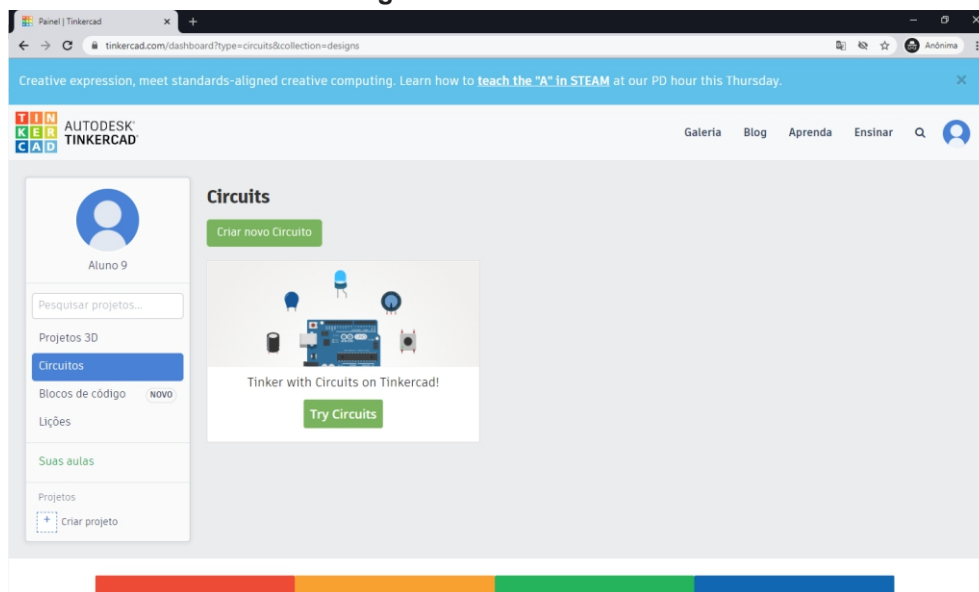 Painel | Tinkercad
tinkercad.com/dashboard?type=circuits&collection=designs
Anônima
Creative expression, meet standards-aligned creative computing. Learn how to teach the "A" in STEAM at our PD hour this Thursday.
TIN
KER
CAD
AUTODESK
TINKERCAD
Galeria Blog Aprenda Ensinar
Aluno 9
Pesquisar projetos...
Projetos 3D
Circuitos
Blocos de código NOVO
Lições
Suas aulas
Projetos
+ Criar projeto
Circuits
Criar novo Circuito
Tinker with Circuits on Tinkercad!
Try Circuits